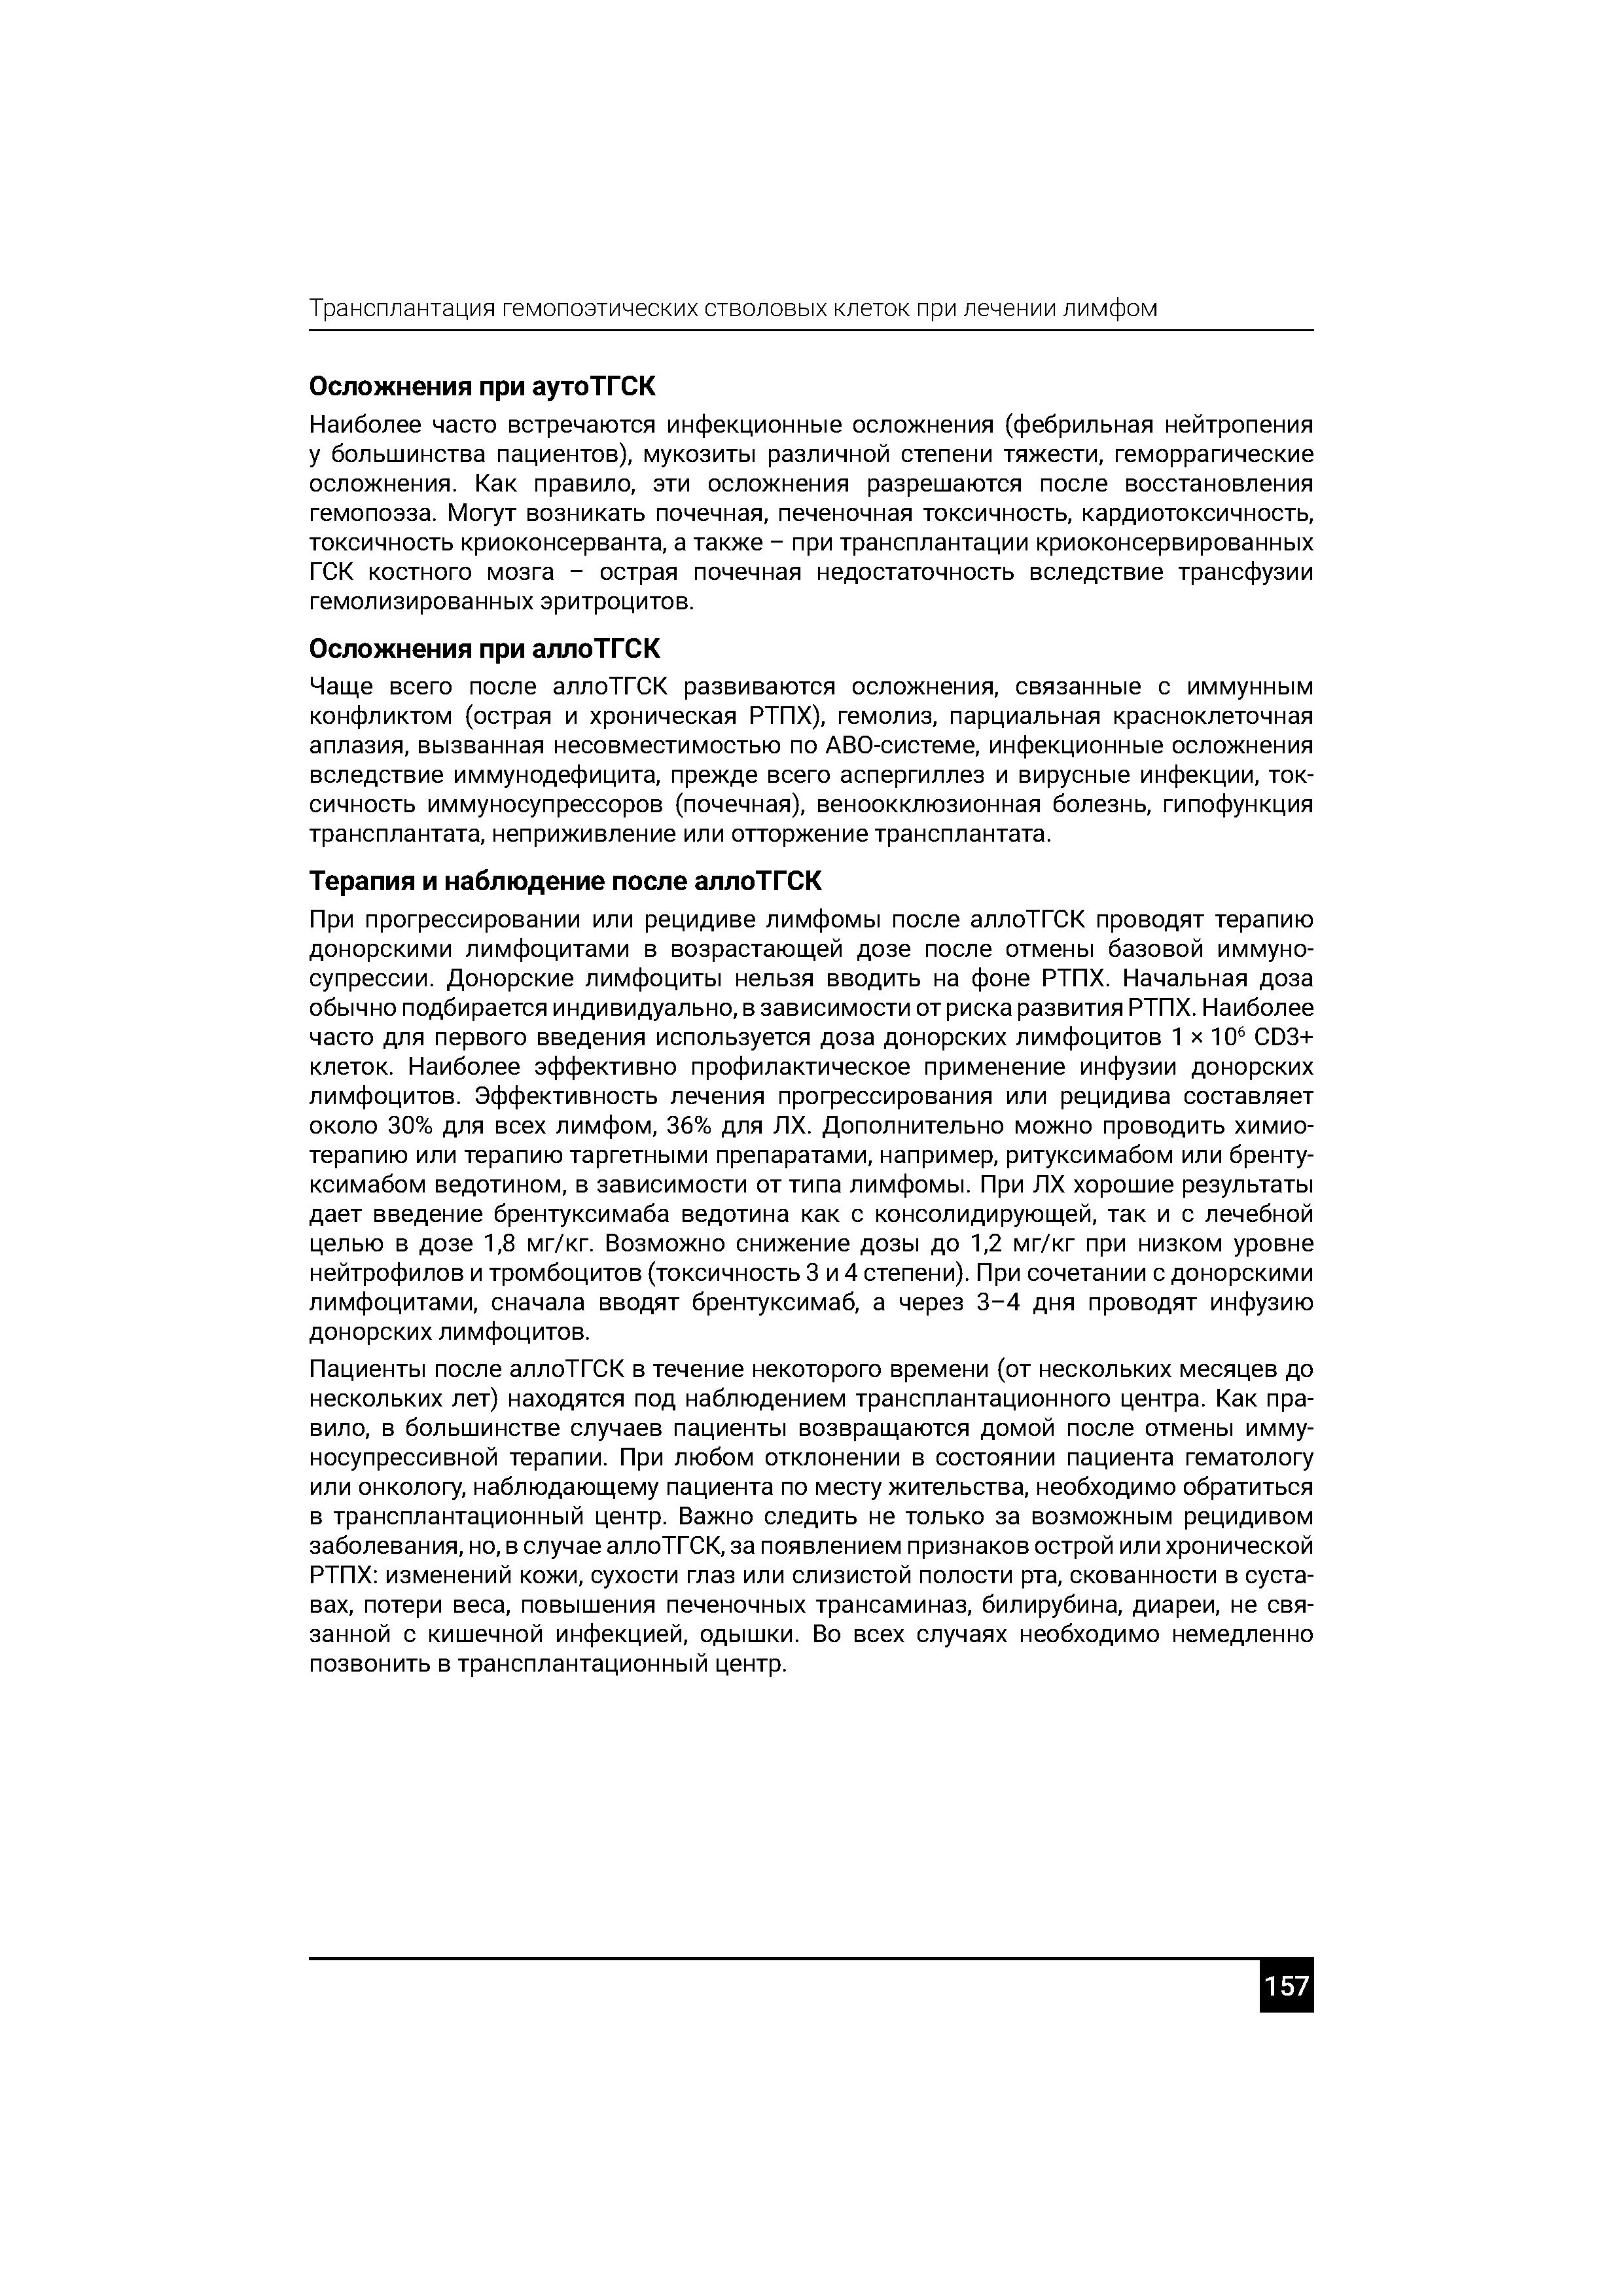 Трансплантация гемопоэтических стволовых клеток при лечении лимфом
Осложнения при аутоТГСК
Наиболее часто встречаются инфекционные осложнения (фебрильная нейтропения
у большинства пациентов), мукозиты различной степени тяжести, геморрагические
осложнения. Как правило, эти осложнения разрешаются после восстановления
гемопоэза. Могут возникать почечная, печеночная токсичность, кардиотоксичность,
токсичность криоконсерванта, а также – при трансплантации криоконсервированных
ГСК костного мозга – острая почечная недостаточность вследствие трансфузии
гемолизированных эритроцитов.
Осложнения при аллоТГСК
Чаще всего после аллоТГСК развиваются осложнения, связанные с иммунным
конфликтом (острая и хроническая РТПХ), гемолиз, парциальная красноклеточная
аплазия, вызванная несовместимостью по АВО-системе, инфекционные осложнения
вследствие иммунодефицита, прежде всего аспергиллез и вирусные инфекции, ток-
сичность иммуносупрессоров (почечная), веноокклюзионная болезнь, гипофункция
трансплантата, неприживление или отторжение трансплантата.
Терапия и наблюдение после аллоТГСК
При прогрессировании или рецидиве лимфомы после аллоТГСК проводят терапию
донорскими лимфоцитами в возрастающей дозе после отмены базовой иммуно-
супрессии. Донорские лимфоциты нельзя вводить на фоне РТПХ. Начальная доза
обычно подбирается индивидуально, в зависимости от риска развития РТПХ. Наиболее
часто для первого введения используется доза донорских лимфоцитов 1 × 10⁶ CD3+
клеток. Наиболее эффективно профилактическое применение инфузии донорских
лимфоцитов. Эффективность лечения прогрессирования или рецидива составляет
около 30% для всех лимфом, 36% для ЛХ. Дополнительно можно проводить химио-
терапию или терапию таргетными препаратами, например, ритуксимабом или бренту-
ксимабом ведотином, в зависимости от типа лимфомы. При ЛХ хорошие результаты
дает введение брентуксимаба ведотина как с консолидирующей, так и с лечебной
целью в дозе 1,8 мг/кг. Возможно снижение дозы до 1,2 мг/кг при низком уровне
нейтрофилов и тромбоцитов (токсичность 3 и 4 степени). При сочетании с донорскими
лимфоцитами, сначала вводят брентуксимаб, а через 3–4 дня проводят инфузию
донорских лимфоцитов.
Пациенты после аллоТГСК в течение некоторого времени (от нескольких месяцев до
нескольких лет) находятся под наблюдением трансплантационного центра. Как пра-
вило, в большинстве случаев пациенты возвращаются домой после отмены имму-
носупрессивной терапии. При любом отклонении в состоянии пациента гематологу
или онкологу, наблюдающему пациента по месту жительства, необходимо обратиться
в трансплантационный центр. Важно следить не только за возможным рецидивом
заболевания, но, в случае аллоТГСК, за появлением признаков острой или хронической
РТПХ: изменений кожи, сухости глаз или слизистой полости рта, скованности в суста-
вах, потери веса, повышения печеночных трансаминаз, билирубина, диареи, не свя-
занной с кишечной инфекцией, одышки. Во всех случаях необходимо немедленно
позвонить в трансплантационный центр.
157